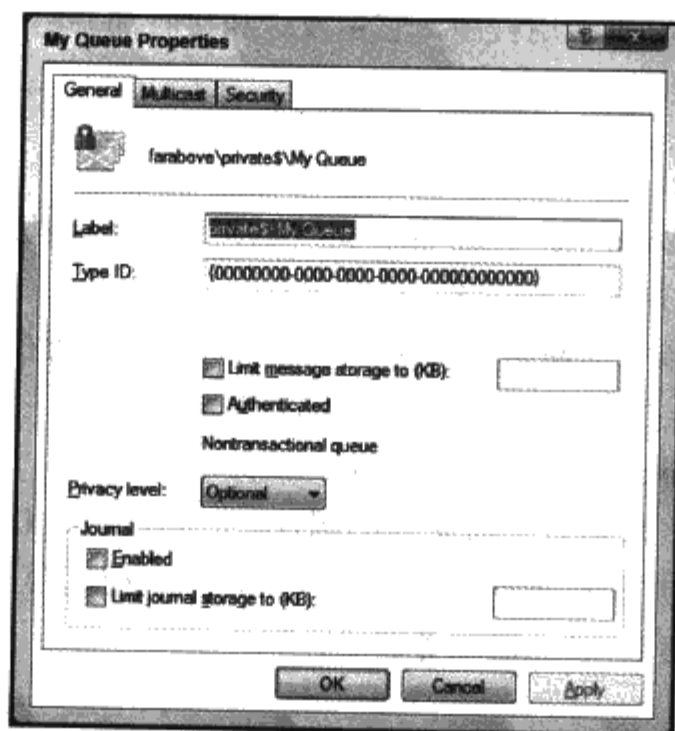 My Queue Properties
General Multicast Security
farabove\private$\My Queue
Label: private$\My Queue
Type ID: {00000000-0000-0000-0000-000000000000}
Limit message storage to (KB):
Authenticated
Nontransactional queue
Privacy level: Optional
Journal
Enabled
Limit journal storage to (KB):
OK Cancel Apply